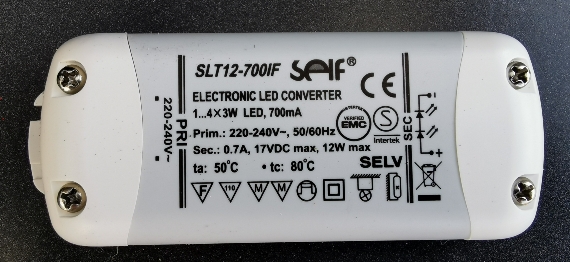 SLT12-700IF Self®
CE
ELECTRONIC LED CONVERTER
1...4×3W LED, 700mA
Prim.: 220-240V~, 50/60Hz
Sec.: 0.7A, 17VDC max, 12W max
ta: 50°C • tc: 80°C
VERIFIED
EMC
S
Intertek
SELV
F 110 M M
PRI
220-240V~
SEC
- +